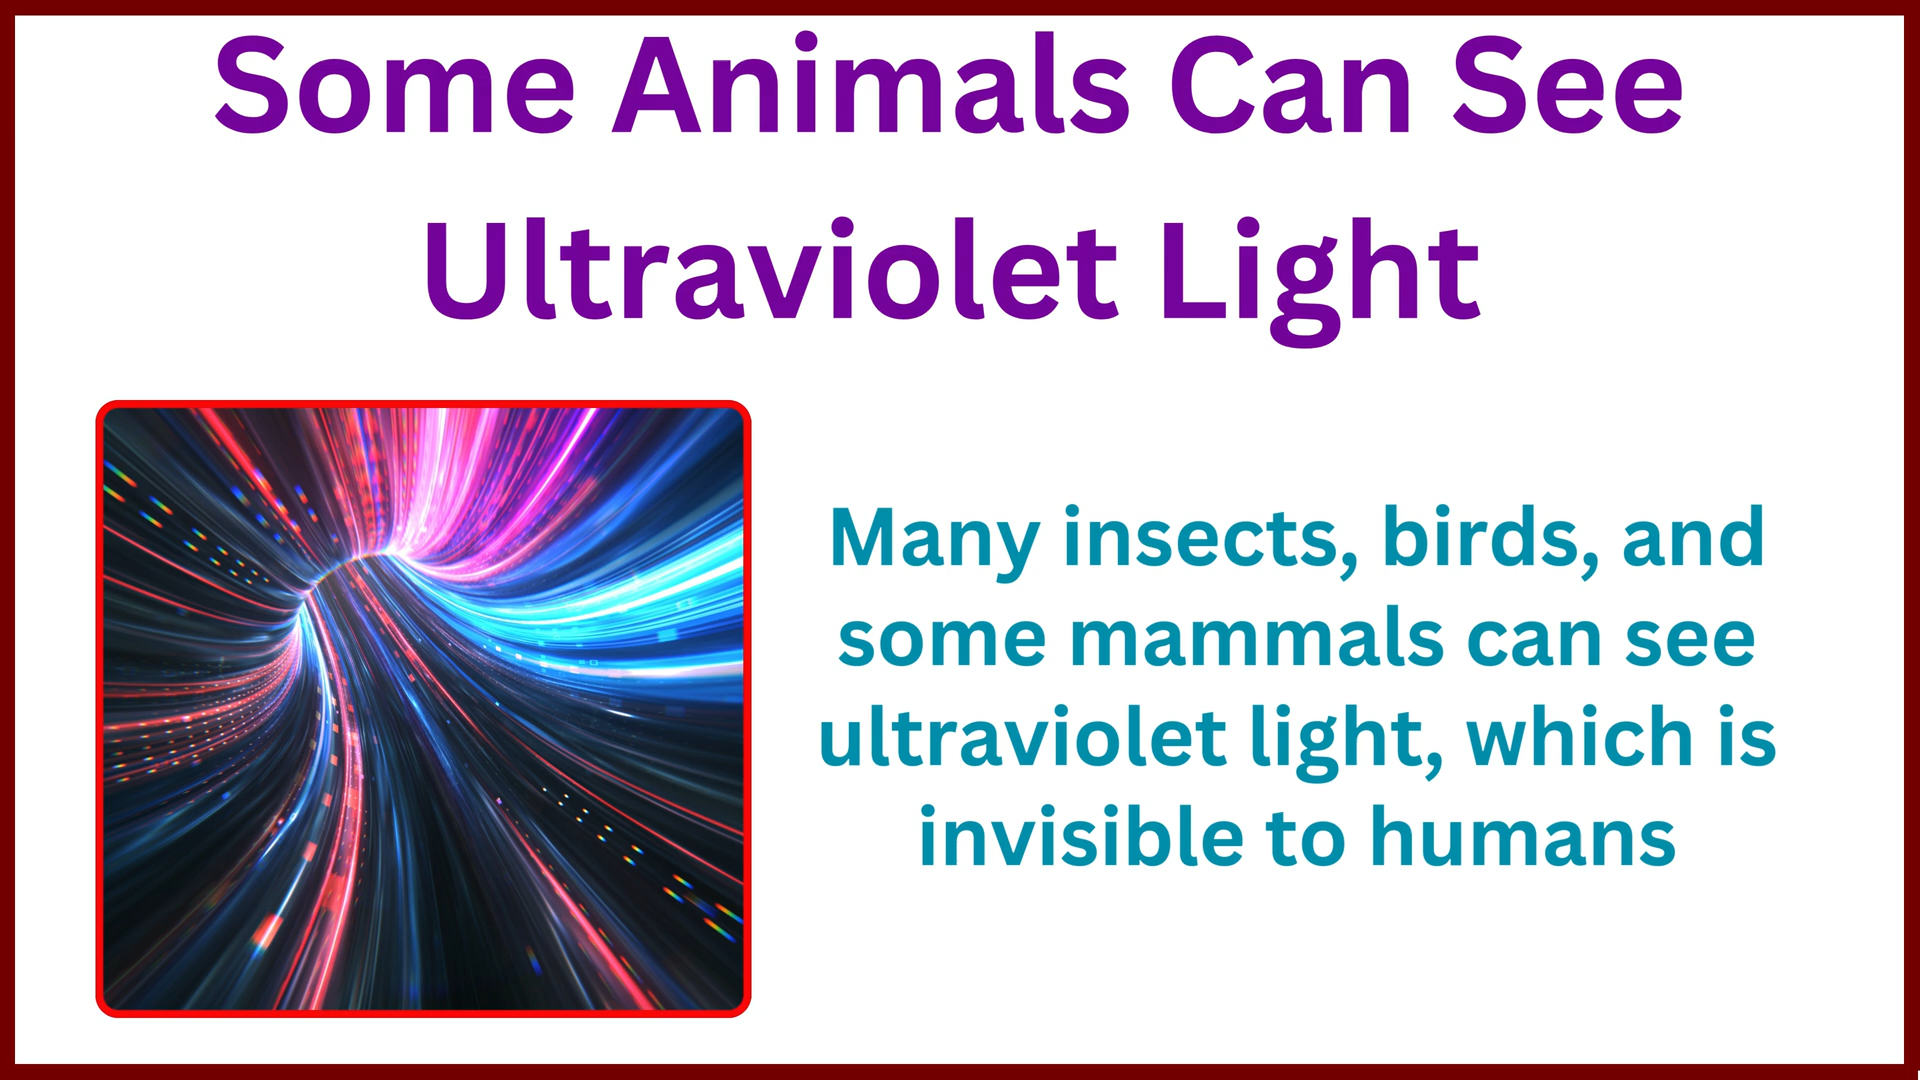 Some Animals Can See
Ultraviolet Light
Many insects, birds, and
some mammals can see
ultraviolet light, which is
invisible to humans